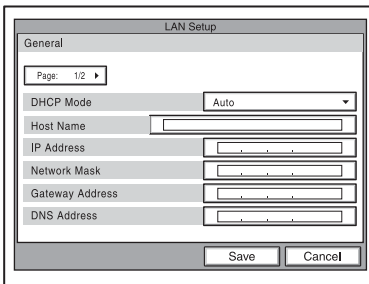 LAN Setup
General
Page: 1/2
DHCP Mode Auto
Host Name
IP Address . . .
Network Mask . . .
Gateway Address . . .
DNS Address . . .
Save Cancel